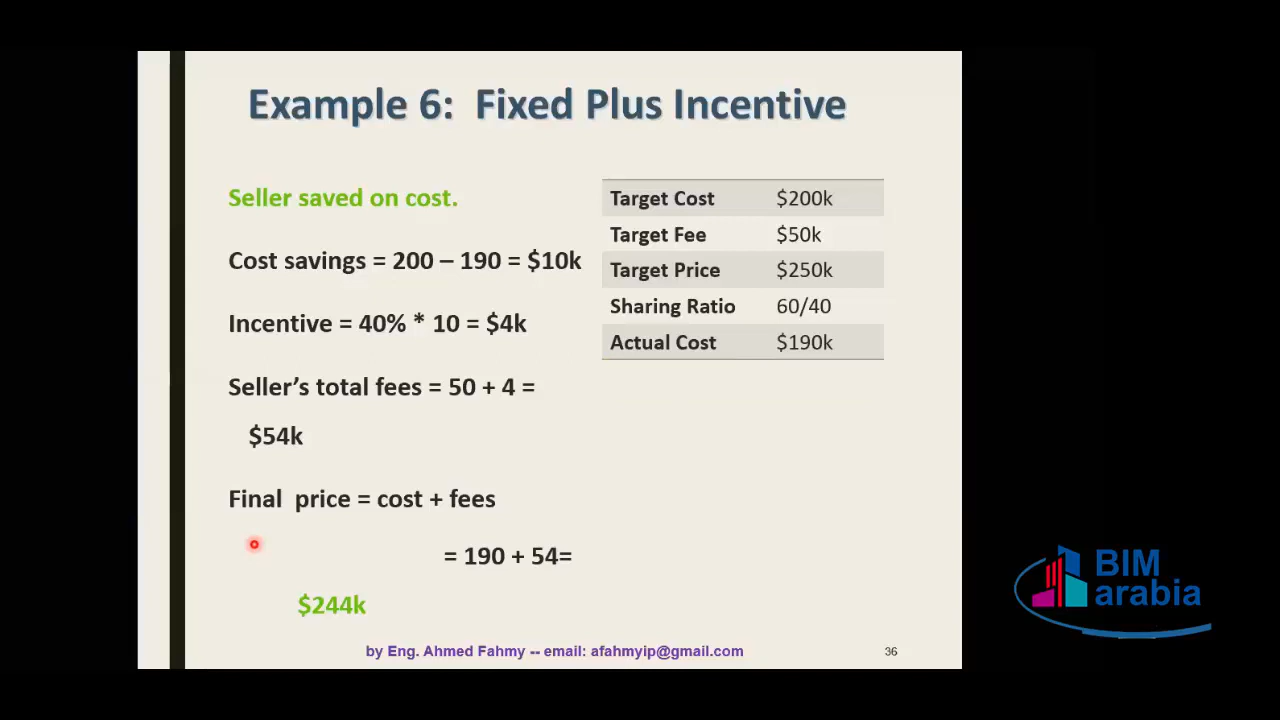 Example 6: Fixed Plus Incentive
Seller saved on cost.
Cost savings = 200 – 190 = $10k
Incentive = 40% * 10 = $4k
Seller’s total fees = 50 + 4 =
$54k
Final price = cost + fees
= 190 + 54=
$244k
Target Cost $200k
Target Fee $50k
Target Price $250k
Sharing Ratio 60/40
Actual Cost $190k
by Eng. Ahmed Fahmy -- email: afahmyip@gmail.com
36
BIM
arabia